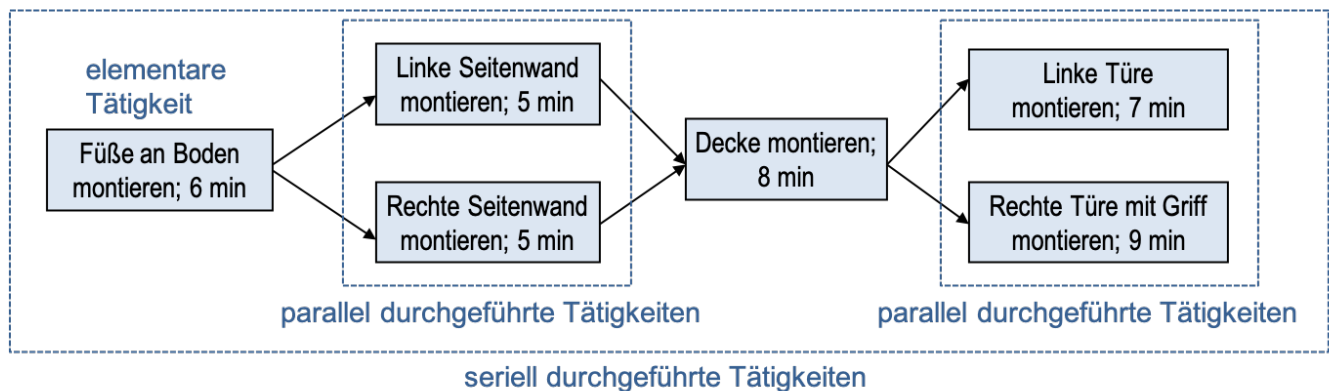 elementare
Tätigkeit
Füße an Boden
montieren; 6 min
Linke Seitenwand
montieren; 5 min
Rechte Seitenwand
montieren; 5 min
parallel durchgeführte Tätigkeiten
Decke montieren;
8 min
Linke Türe
montieren; 7 min
Rechte Türe mit Griff
montieren; 9 min
parallel durchgeführte Tätigkeiten
seriell durchgeführte Tätigkeiten